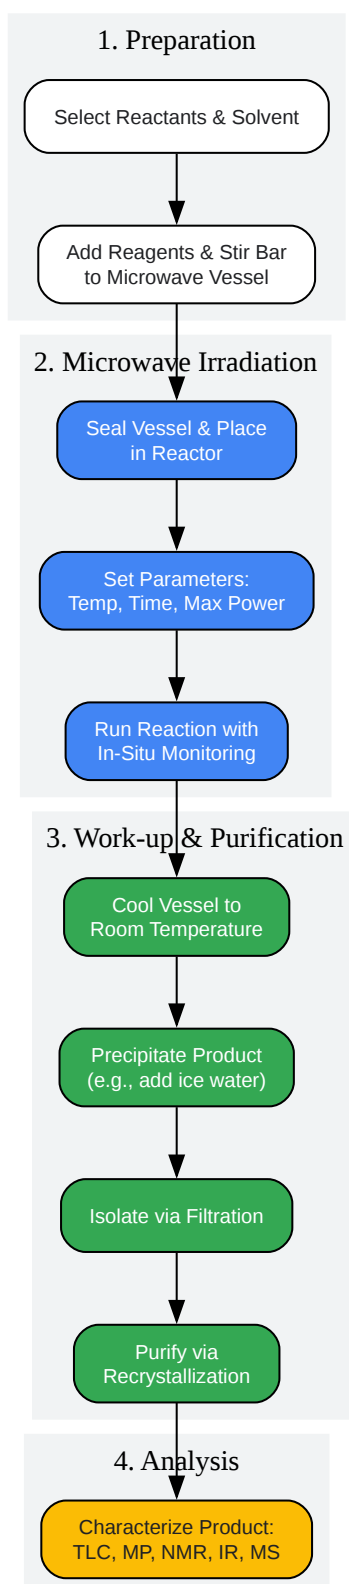 1. Preparation
Select Reactants & Solvent
Add Reagents & Stir Bar
to Microwave Vessel
2. Microwave Irradiation
Seal Vessel & Place
in Reactor
Set Parameters:
Temp, Time, Max Power
Run Reaction with
In-Situ Monitoring
3. Work-up & Purification
Cool Vessel to
Room Temperature
Precipitate Product
(e.g., add ice water)
Isolate via Filtration
Purify via
Recrystallization
4. Analysis
Characterize Product:
TLC, MP, NMR, IR, MS